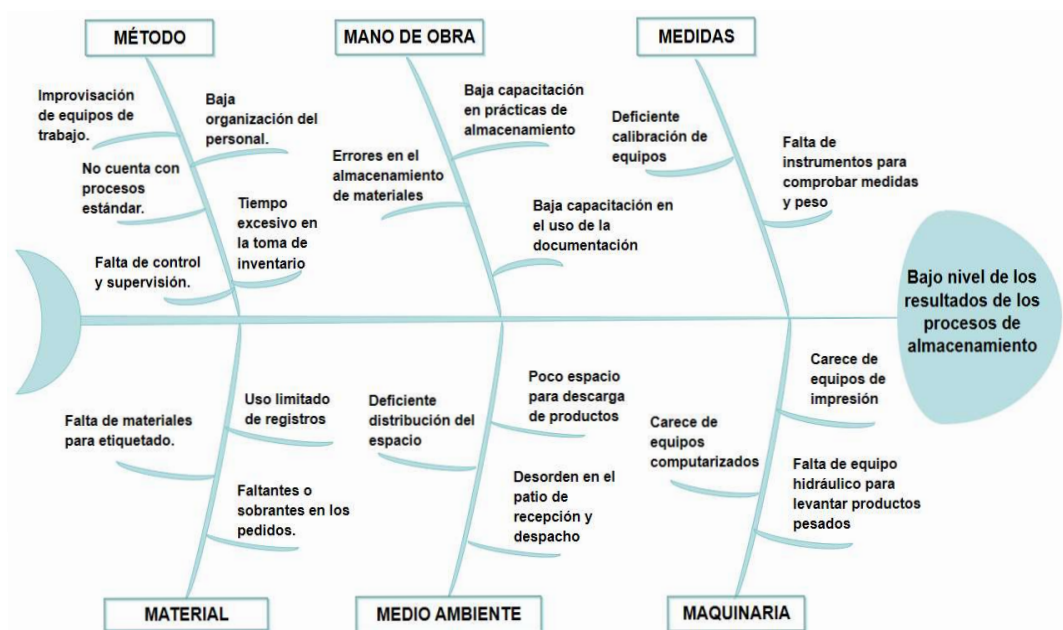 MÉTODO
Improvisación
de equipos de
trabajo.
Baja
organización del
personal.
No cuenta con
procesos
estándar.
Tiempo
excesivo en
la toma de
inventario
Falta de control
y supervisión.
MANO DE OBRA
Baja capacitación
en prácticas de
almacenamiento
Errores en el
almacenamiento
de materiales
Baja capacitación en
el uso de la
documentación
MEDIDAS
Deficiente
calibración de
equipos
Falta de
instrumentos para
comprobar medidas
y peso
Bajo nivel de los
resultados de los
procesos de
almacenamiento
Uso limitado
de registros
Falta de materiales
para etiquetado.
Faltantes o
sobrantes en los
pedidos.
MATERIAL
Poco espacio
para descarga
de productos
Deficiente
distribución del
espacio
Desorden en el
patio de
recepción y
despacho
MEDIO AMBIENTE
Carece de
equipos de
impresión
Carece de
equipos
computarizados
Falta de equipo
hidráulico para
levantar productos
pesados
MAQUINARIA